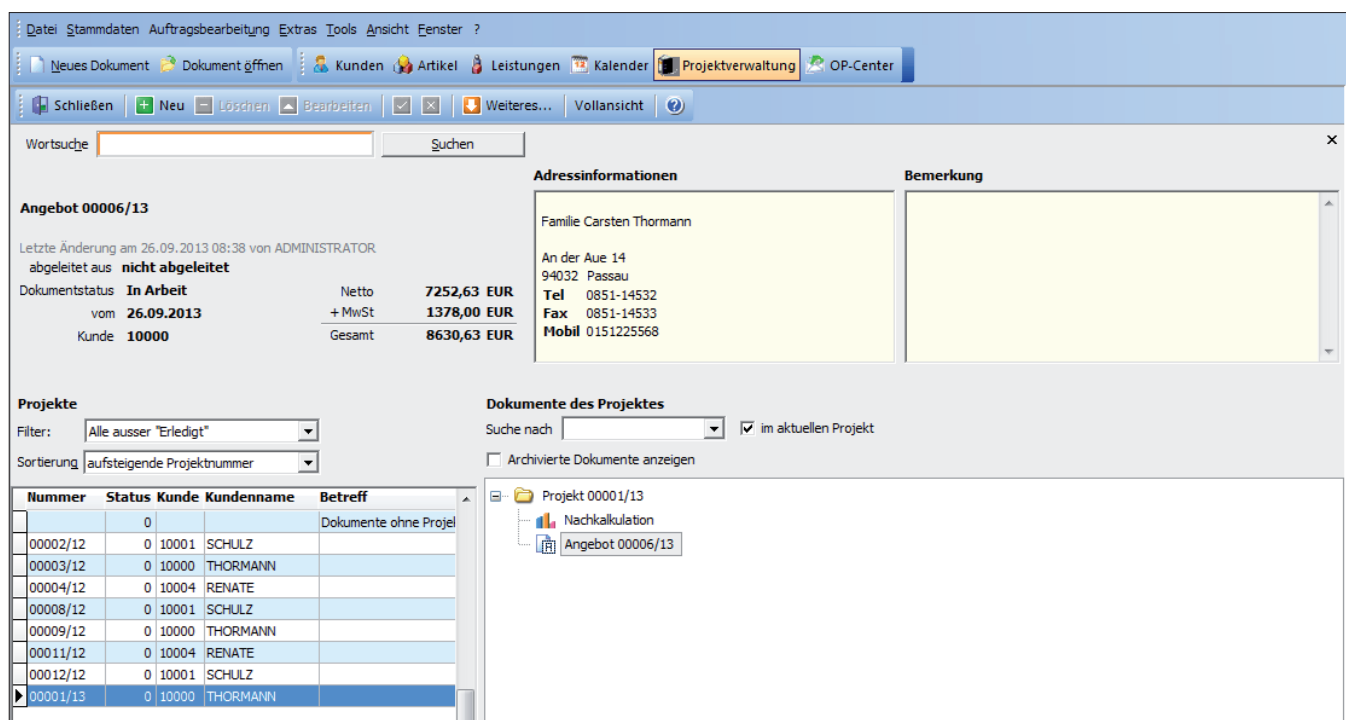 Datei Stammdaten Auftragsbearbeitung Extras Tools Ansicht Fenster ?
Neues Dokument Dokument öffnen Kunden Artikel Leistungen Kalender Projektverwaltung OP-Center
Schließen Neu Löschen Bearbeiten Weiteres... Vollansicht
Wortsuche Suchen
Angebot 00006/13
Letzte Änderung am 26.09.2013 08:38 von ADMINISTRATOR
abgeleitet aus nicht abgeleitet
Dokumentstatus In Arbeit Netto 7252,63 EUR
vom 26.09.2013 + MwSt 1378,00 EUR
Kunde 10000 Gesamt 8630,63 EUR
Adressinformationen
Familie Carsten Thormann
An der Aue 14
94032 Passau
Tel 0851-14532
Fax 0851-14533
Mobil 0151225568
Bemerkung
Projekte
Filter: Alle ausser "Erledigt"
Sortierung aufsteigende Projektnummer
Nummer Status Kunde Kundenname Betreff
0 Dokumente ohne Projel
00002/12 0 10001 SCHULZ
00003/12 0 10000 THORMANN
00004/12 0 10004 RENATE
00008/12 0 10001 SCHULZ
00009/12 0 10000 THORMANN
00011/12 0 10004 RENATE
00012/12 0 10001 SCHULZ
00001/13 0 10000 THORMANN
Dokumente des Projektes
Suche nach im aktuellen Projekt
Archivierte Dokumente anzeigen
Projekt 00001/13
Nachkalkulation
Angebot 00006/13